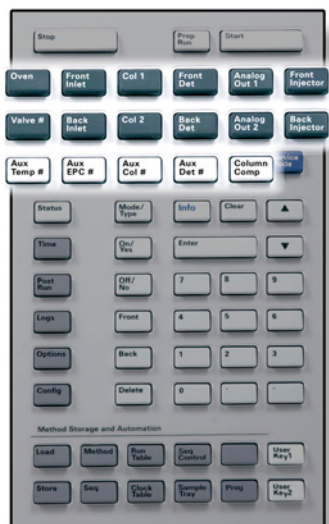 Stop Prep Run Start
Oven Front Inlet Col 1 Front Det Analog Out 1 Front Injector
Valve # Back Inlet Col 2 Back Det Analog Out 2 Back Injector
Aux Temp # Aux EPC # Aux Col # Aux Det # Column Comp
Status Mode/Type Info Clear
Time On/Yes Enter
Post Run Off/No 7 8 9
Logs Front 4 5 6
Options Back 1 2 3
Config Delete 0
Method Storage and Automation
Load Method Run Table Seq Control User Key1
Store Seq Clock Table Sample Tray Prog User Key2